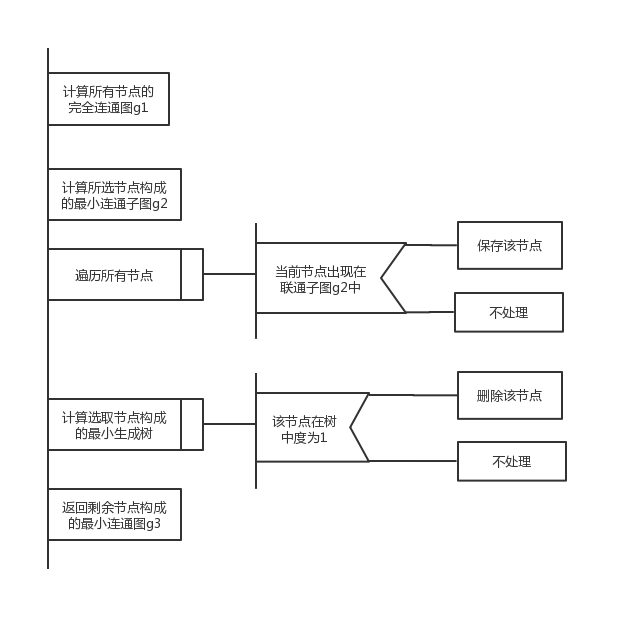 计算所有节点的
完全连通图g1
计算所选节点构成
的最小连通子图g2
遍历所有节点
当前节点出现在
联通子图g2中
保存该节点
不处理
计算选取节点构成
的最小生成树
该节点在树
中度为1
删除该节点
不处理
返回剩余节点构成
的最小连通图g3